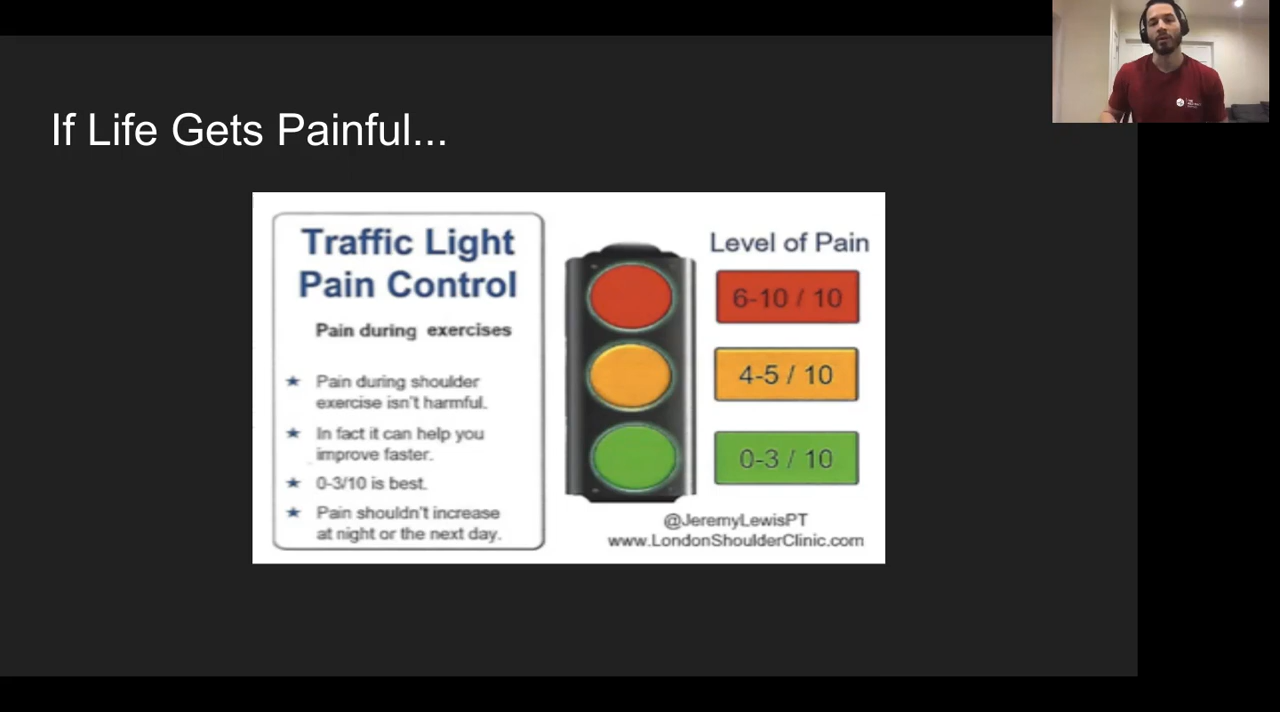 If Life Gets Painful...
Traffic Light
Pain Control
Pain during exercises
★ Pain during shoulder
exercise isn't harmful.
★ In fact it can help you
improve faster.
★ 0-3/10 is best.
★ Pain shouldn't increase
at night or the next day.
Level of Pain
6-10 / 10
4-5 / 10
0-3 / 10
@JeremyLewisPT
www.LondonShoulderClinic.com